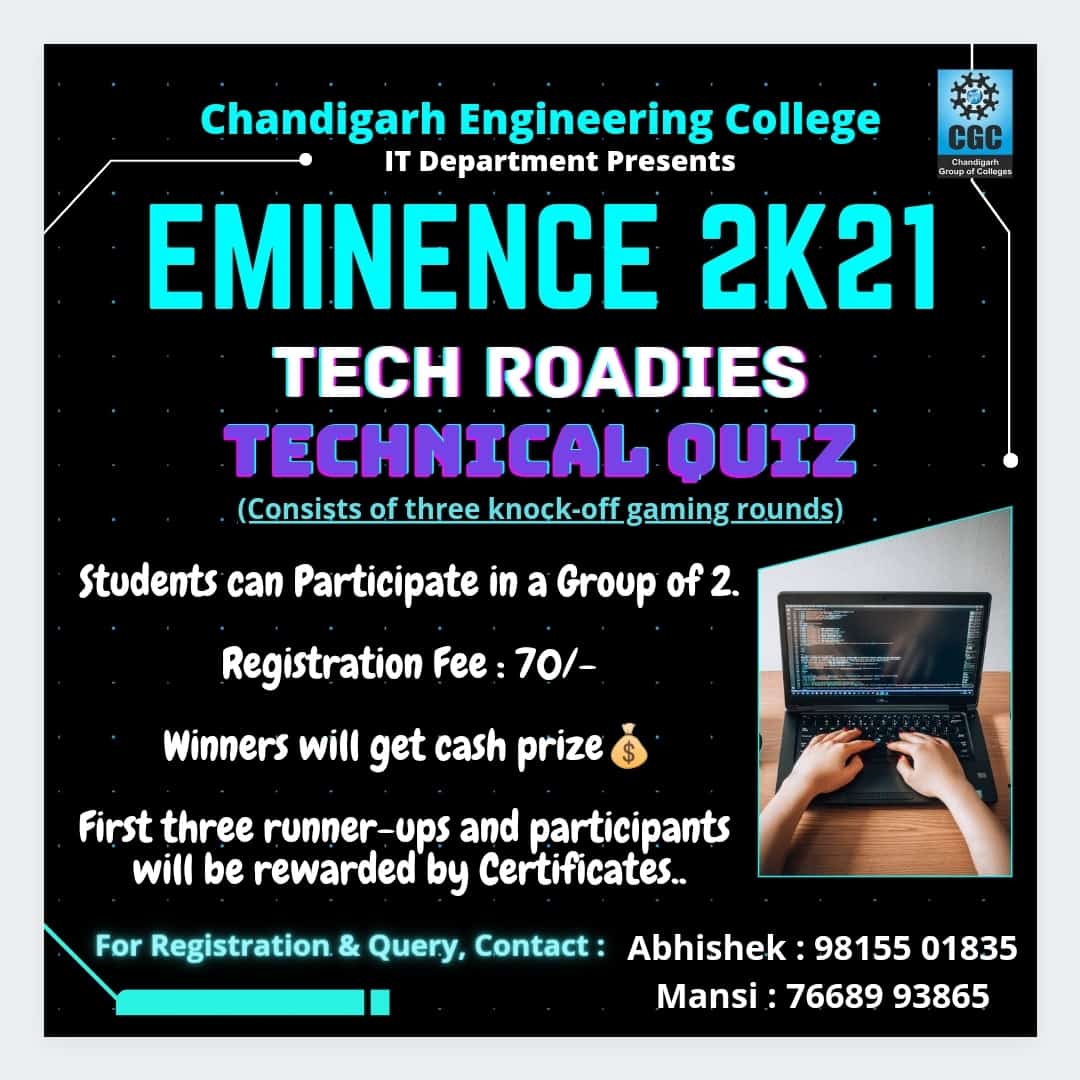 Chandigarh Engineering College
IT Department Presents
CGC
Chandigarh
Group of Colleges
EMINENCE 2K21
TECH ROADIES
TECHNICAL QUIZ
(Consists of three knock-off gaming rounds)
Students can Participate in a Group of 2.
Registration Fee : 70/-
Winners will get cash prize
First three runner-ups and participants
will be rewarded by Certificates..
For Registration & Query, Contact :
Abhishek : 98155 01835
Mansi : 76689 93865